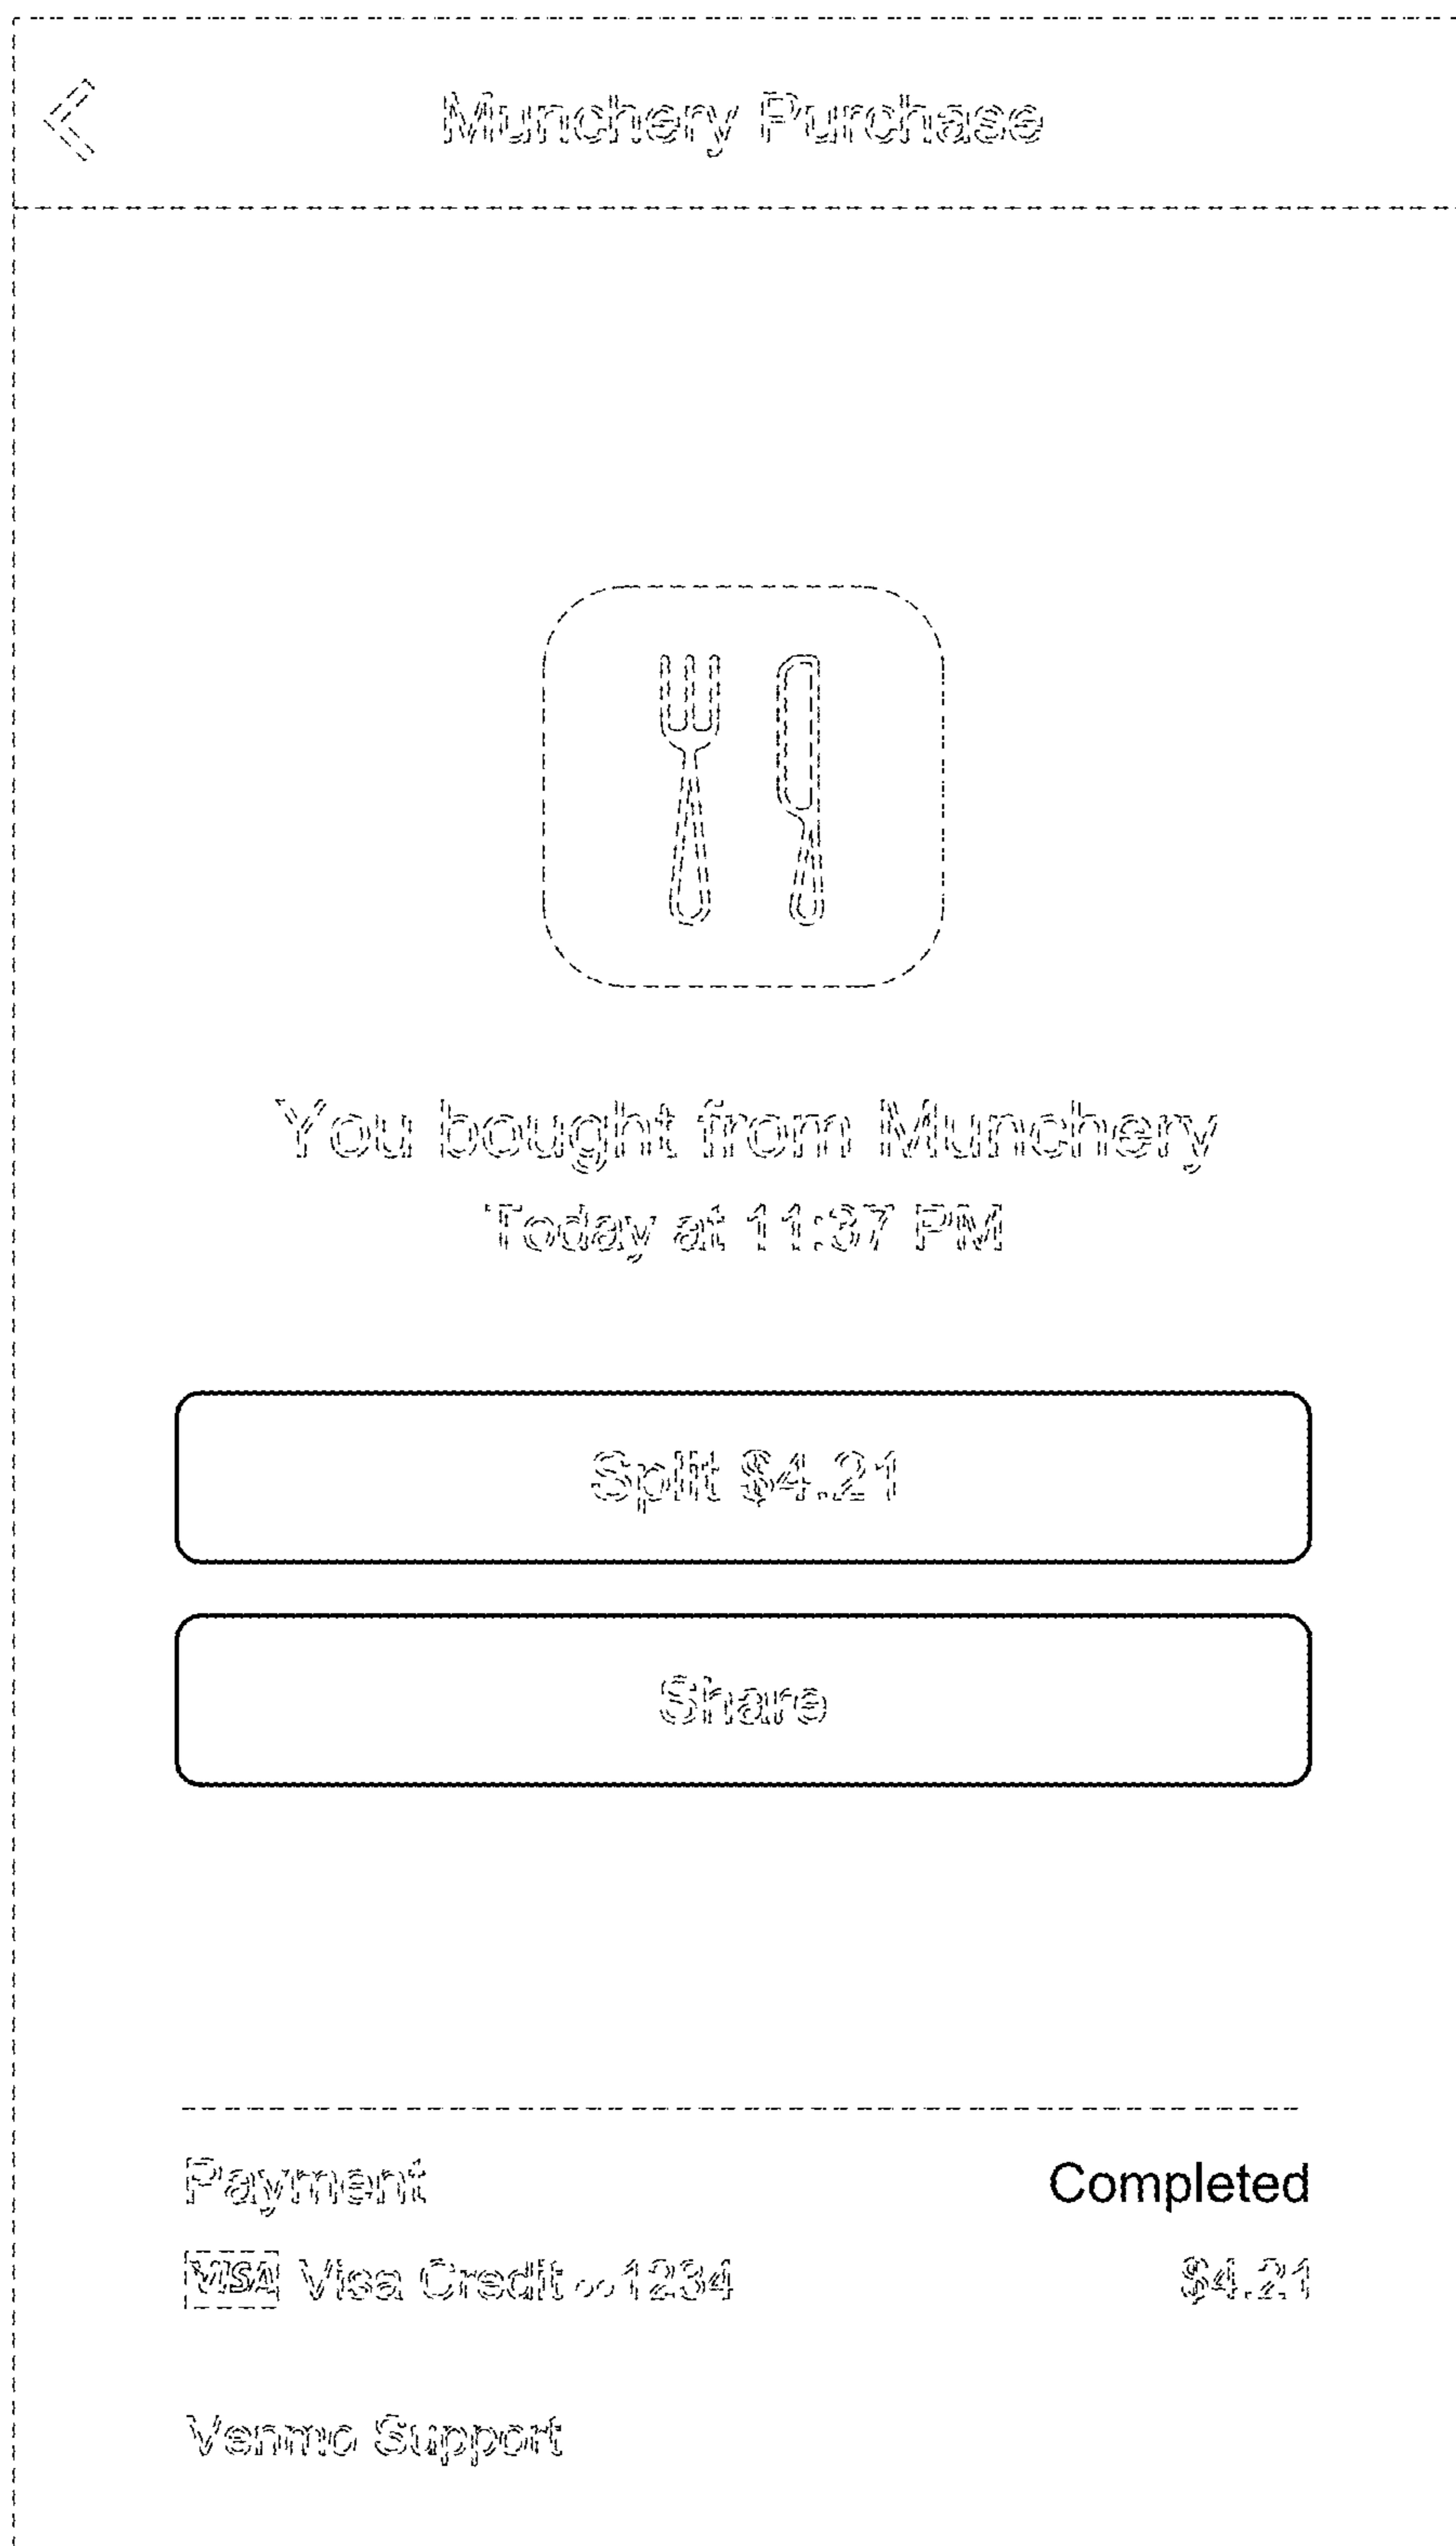 Munchery Purchase
You bought from Munchery
Today at 11:37 PM
Split $4.21
Share
Payment Completed
VISA Visa Credit ••1234 $4.21
Venmo Support